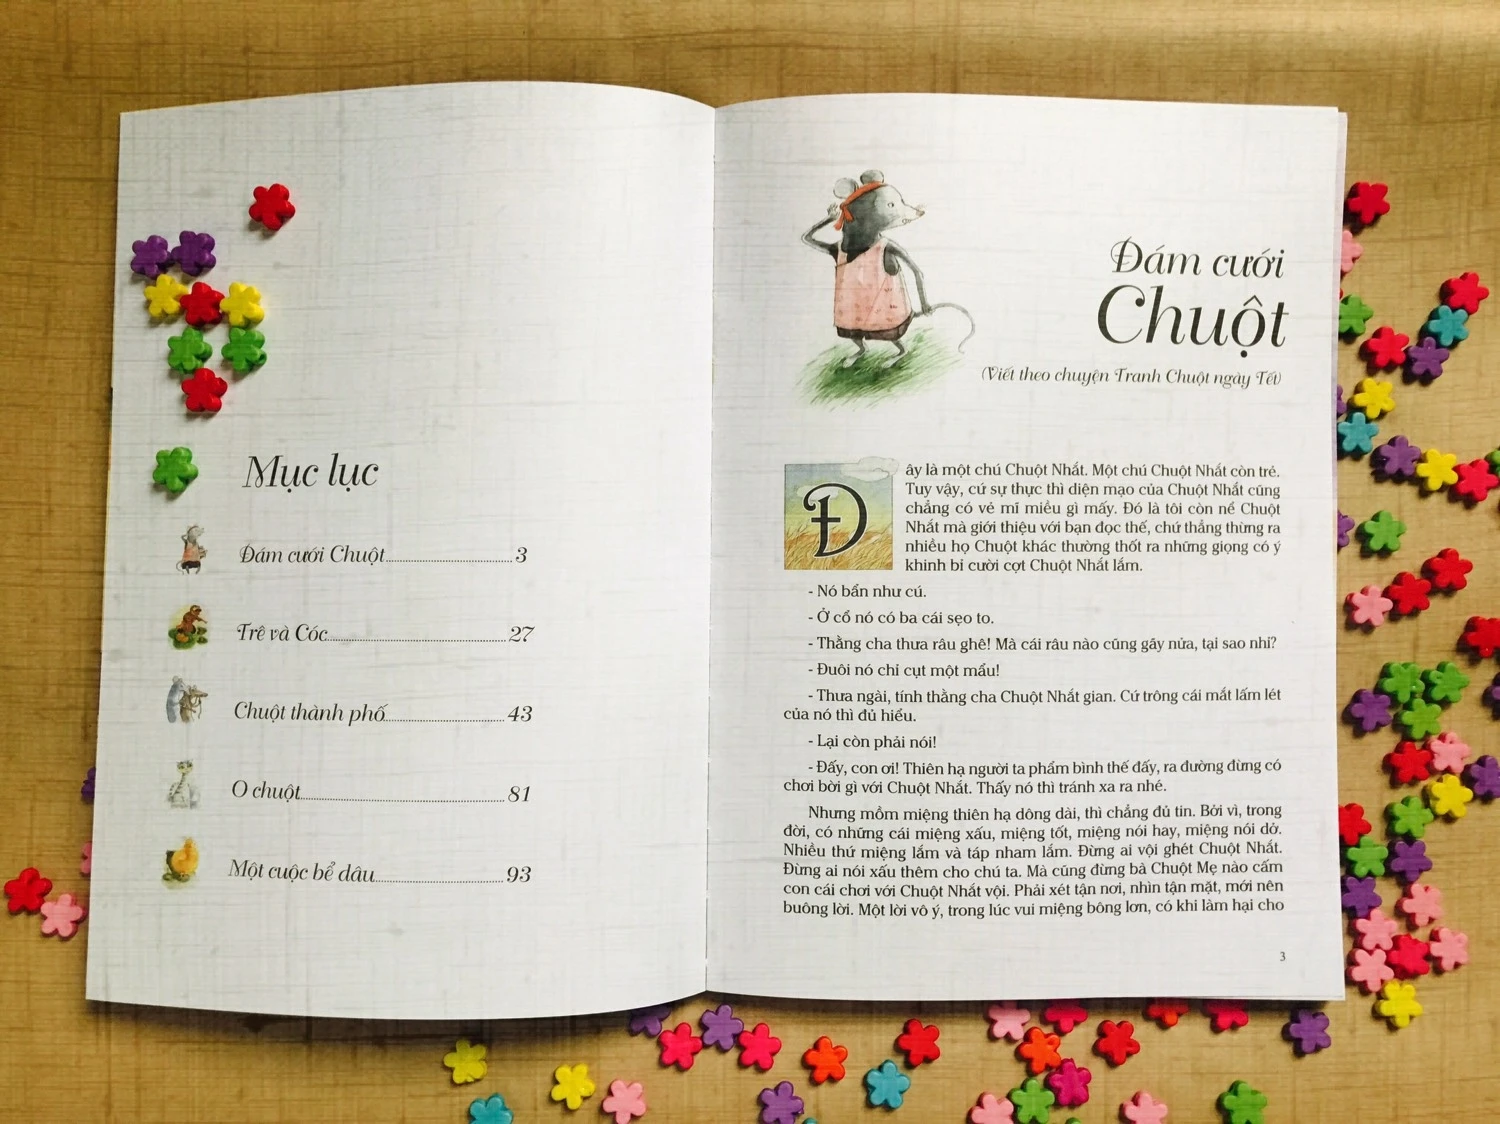 Mục lục
Đám cưới Chuột 3
Trê và Cóc 27
Chuột thành phố 43
O chuột 81
Một cuộc bể dâu 93
Đám cưới
Chuột
(Viết theo chuyện Tranh Chuột ngày Tết)
Đây là một chú Chuột Nhắt. Một chú Chuột Nhắt còn trẻ.
Tuy vậy, cứ sự thực thì diện mạo của Chuột Nhắt cũng
chẳng có vẻ mĩ miều gì mấy. Đó là tôi còn nể Chuột
Nhắt mà giới thiệu với bạn đọc thế, chứ thẳng thừng ra
nhiều họ Chuột khác thường thốt ra những giọng có ý
khinh bỉ cười cợt Chuột Nhắt lắm.
- Nó bẩn như cú.
- Ở cổ nó có ba cái sẹo to.
- Thằng cha thưa râu ghê! Mà cái râu nào cũng gãy nửa, tại sao nhỉ?
- Đuôi nó chỉ cụt một mẩu!
- Thưa ngài, tính thằng cha Chuột Nhắt gian. Cứ trông cái mắt lấm lét
của nó thì đủ hiểu.
- Lại còn phải nói!
- Đấy, con ơi! Thiên hạ người ta phẩm bình thế đấy, ra đường đừng có
chơi bời gì với Chuột Nhắt. Thấy nó thì tránh xa ra nhé.
Nhưng mồm miệng thiên hạ dông dài, thì chẳng đủ tin. Bởi vì, trong
đời, có những cái miệng xấu, miệng tốt, miệng nói hay, miệng nói dở.
Nhiều thứ miệng lắm và táp nham lắm. Đừng ai vội ghét Chuột Nhắt.
Đừng ai nói xấu thêm cho chú ta. Mà cũng đừng bà Chuột Mẹ nào cấm
con cái chơi với Chuột Nhắt vội. Phải xét tận nơi, nhìn tận mặt, mới nên
buông lời. Một lời vô ý, trong lúc vui miệng bông lơn, có khi làm hại cho
3